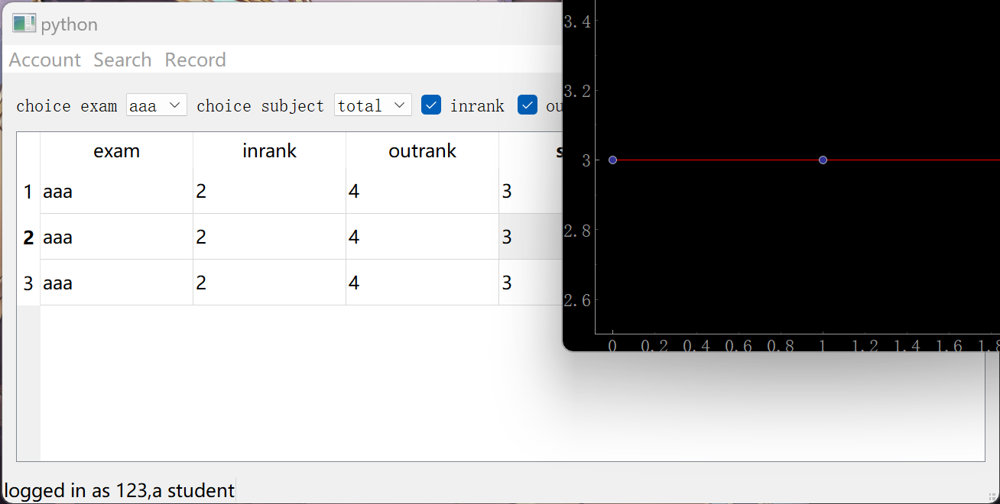 python
Account Search Record
choice exam aaa choice subject total inrank
exam inrank outrank
1 aaa 2 4 3
2 aaa 2 4 3
3 aaa 2 4 3
logged in as 123,a student
3.4
3.2
3
2.8
2.6
0 0.2 0.4 0.6 0.8 1 1.2 1.4 1.6